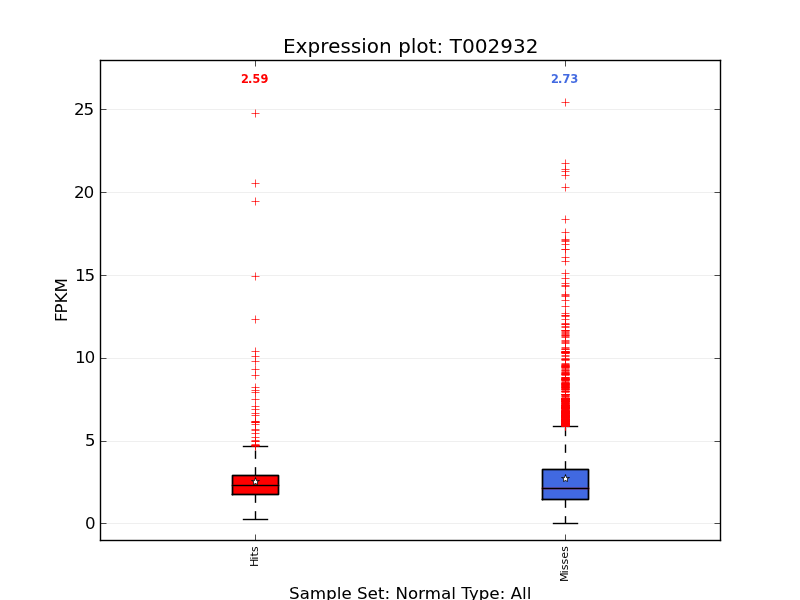 Expression plot: T002932
2.59
2.73
25
20
15
10
5
0
FPKM
Hits
Misses
Sample Set: Normal Type: All